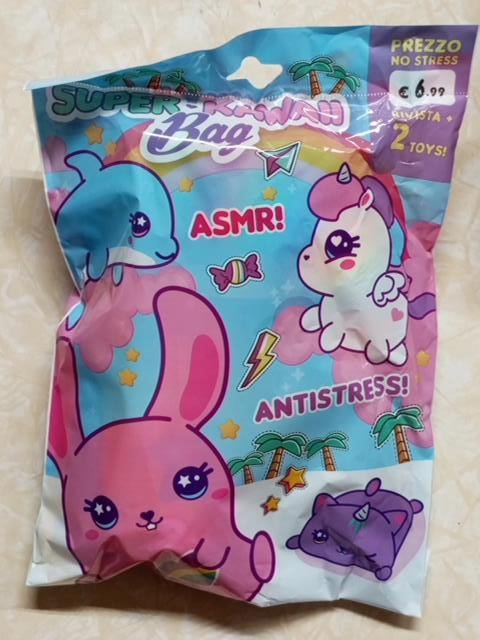 PREZZO
NO STRESS
€ 6.99
RIVISTA +
2 TOYS!
SUPER-KAWAII
Bag
ASMR!
ANTISTRESS!